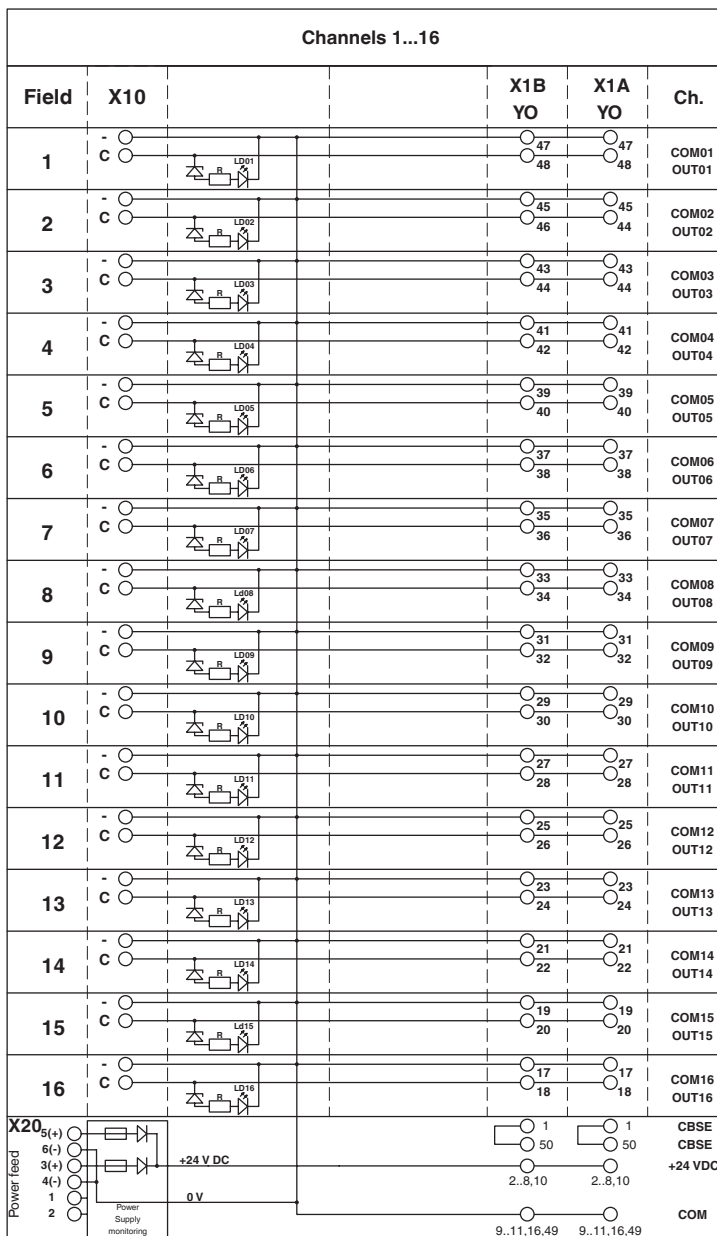 Channels 1...16
Field X10 X1B YO X1A YO Ch.
1 - C R LD01 47 48 47 48 COM01 OUT01
2 - C R LD02 45 46 45 44 COM02 OUT02
3 - C R LD03 43 44 43 44 COM03 OUT03
4 - C R LD04 41 42 41 42 COM04 OUT04
5 - C R LD05 39 40 39 40 COM05 OUT05
6 - C R LD06 37 38 37 38 COM06 OUT06
7 - C R LD07 35 36 35 36 COM07 OUT07
8 - C R Ld08 33 34 33 34 COM08 OUT08
9 - C R LD09 31 32 31 32 COM09 OUT09
10 - C R LD10 29 30 29 30 COM10 OUT10
11 - C R LD11 27 28 27 28 COM11 OUT11
12 - C R LD12 25 26 25 26 COM12 OUT12
13 - C R LD13 23 24 23 24 COM13 OUT13
14 - C R LD14 21 22 21 22 COM14 OUT14
15 - C R Ld15 19 20 19 20 COM15 OUT15
16 - C R LD16 17 18 17 18 COM16 OUT16
X20
Power feed
5(+) 1 1 CBSE
6(-) 50 50 CBSE
3(+) +24 V DC 2..8,10 2..8,10 +24 VDC
4(-)
1 0 V
2 COM
Power
Supply
monitoring
9..11,16,49 9..11,16,49